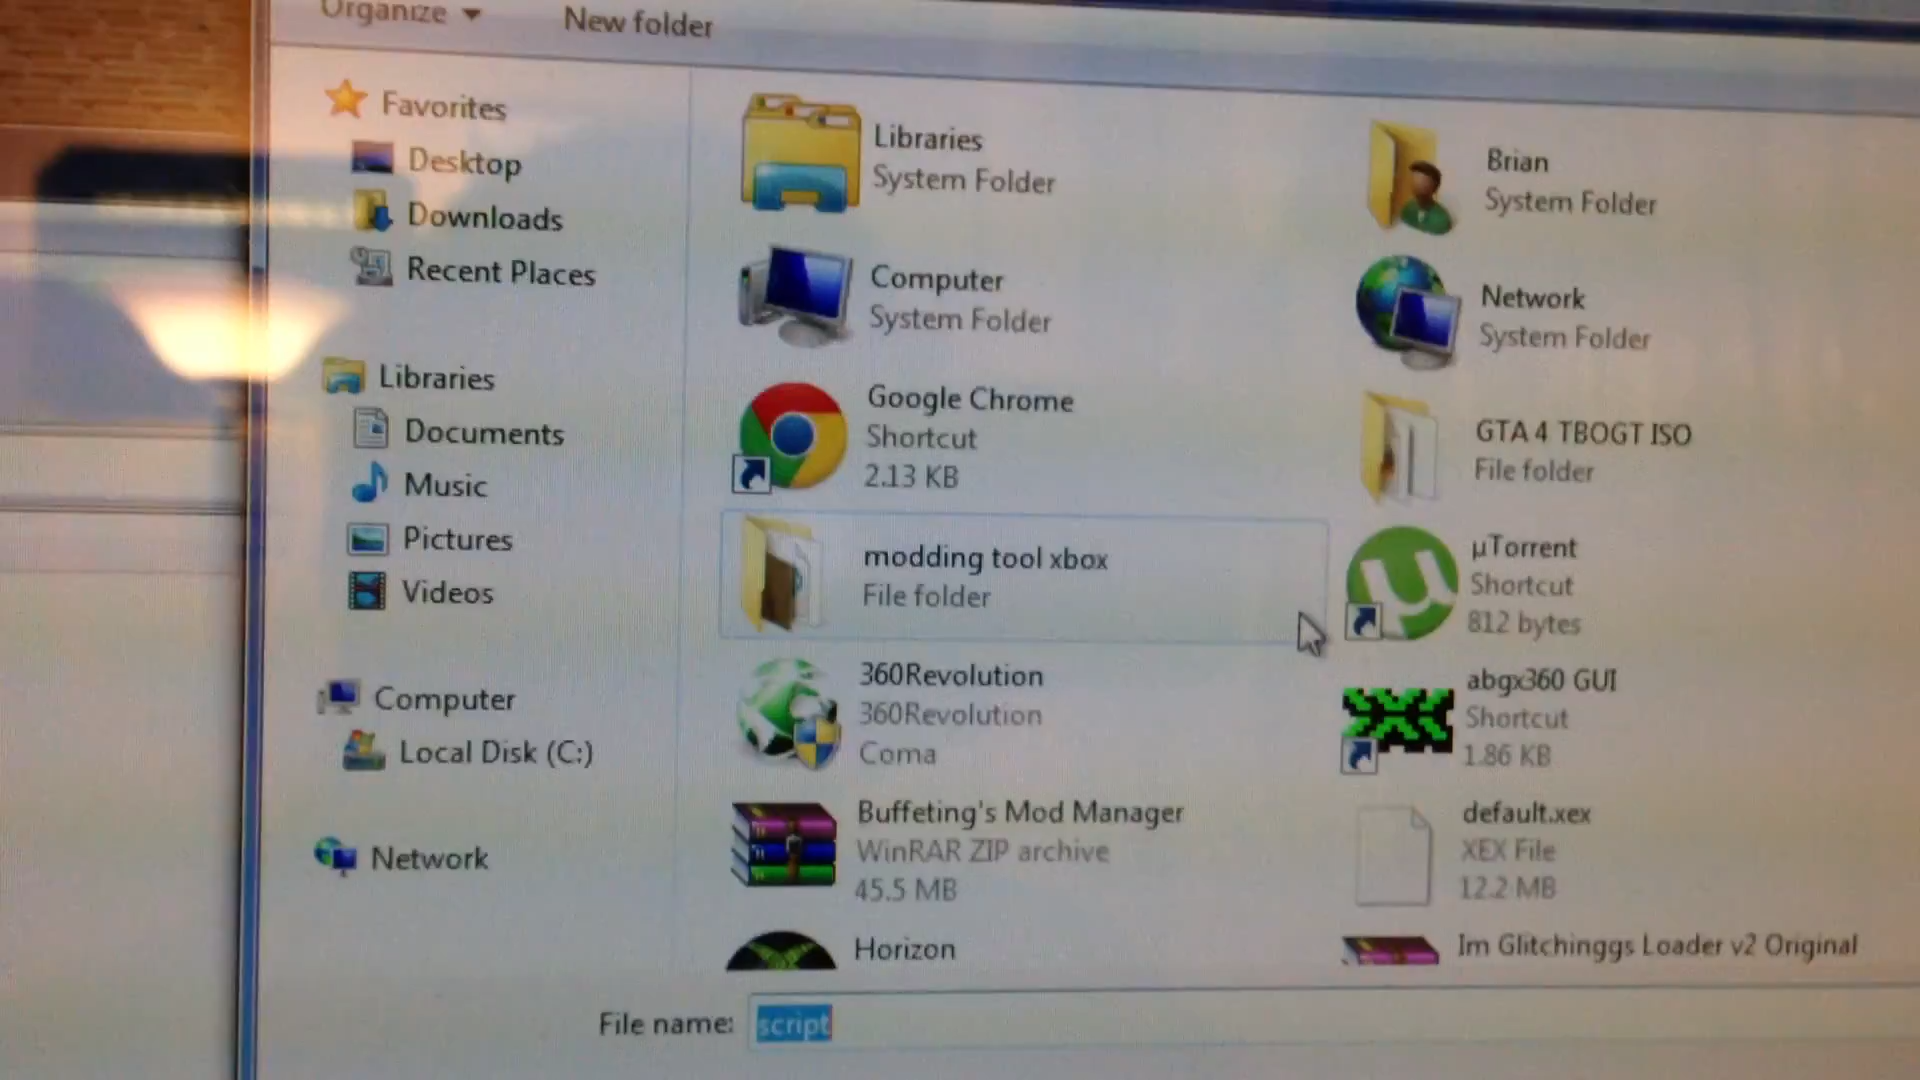 Organize
New folder
Favorites
Desktop
Downloads
Recent Places
Libraries
Documents
Music
Pictures
Videos
Computer
Local Disk (C:)
Network
Libraries
System Folder
Brian
System Folder
Computer
System Folder
Network
System Folder
Google Chrome
Shortcut
2.13 KB
GTA 4 TBOGT ISO
File folder
modding tool xbox
File folder
µTorrent
Shortcut
812 bytes
360Revolution
360Revolution
Coma
abgx360 GUI
Shortcut
1.86 KB
Buffeting's Mod Manager
WinRAR ZIP archive
45.5 MB
default.xex
XEX File
12.2 MB
Horizon
Im Glitchinggs Loader v2 Original
File name: script